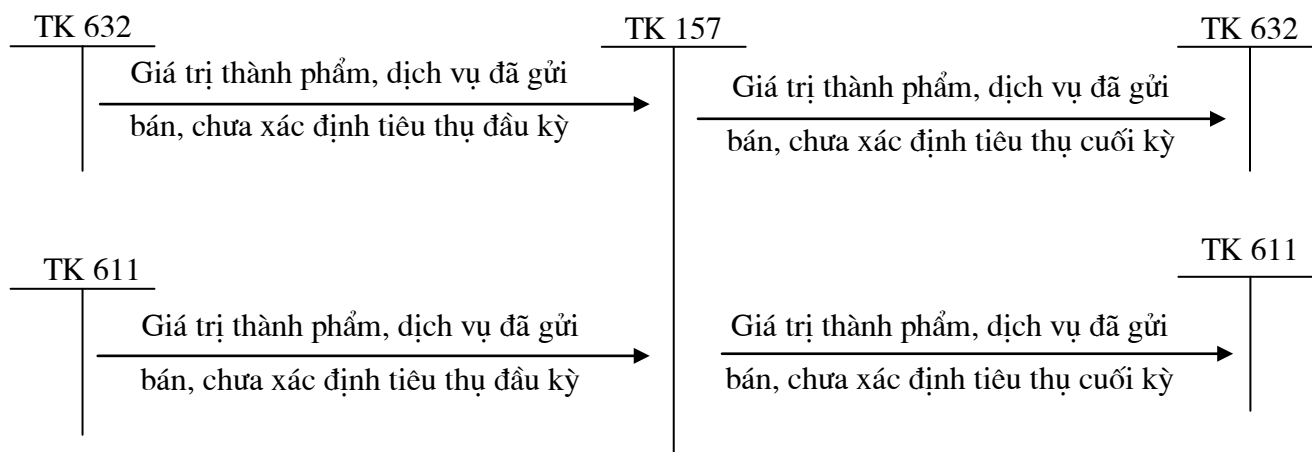 TK 632
TK 157
TK 632
Giá trị thành phẩm, dịch vụ đã gửi
bán, chưa xác định tiêu thụ đầu kỳ
Giá trị thành phẩm, dịch vụ đã gửi
bán, chưa xác định tiêu thụ cuối kỳ
TK 611
TK 611
Giá trị thành phẩm, dịch vụ đã gửi
bán, chưa xác định tiêu thụ đầu kỳ
Giá trị thành phẩm, dịch vụ đã gửi
bán, chưa xác định tiêu thụ cuối kỳ